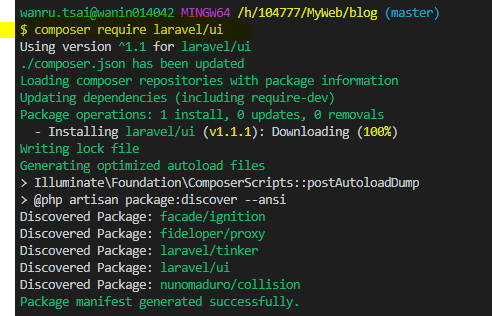 wanru.tsai@wanin014042 MINGW64 /h/104777/MyWeb/blog (master)
$ composer require laravel/ui
Using version ^1.1 for laravel/ui
./composer.json has been updated
Loading composer repositories with package information
Updating dependencies (including require-dev)
Package operations: 1 install, 0 updates, 0 removals
  - Installing laravel/ui (v1.1.1): Downloading (100%)
Writing lock file
Generating optimized autoload files
> Illuminate\Foundation\ComposerScripts::postAutoloadDump
> @php artisan package:discover --ansi
Discovered Package: facade/ignition
Discovered Package: fideloper/proxy
Discovered Package: laravel/tinker
Discovered Package: laravel/ui
Discovered Package: nunomaduro/collision
Package manifest generated successfully.